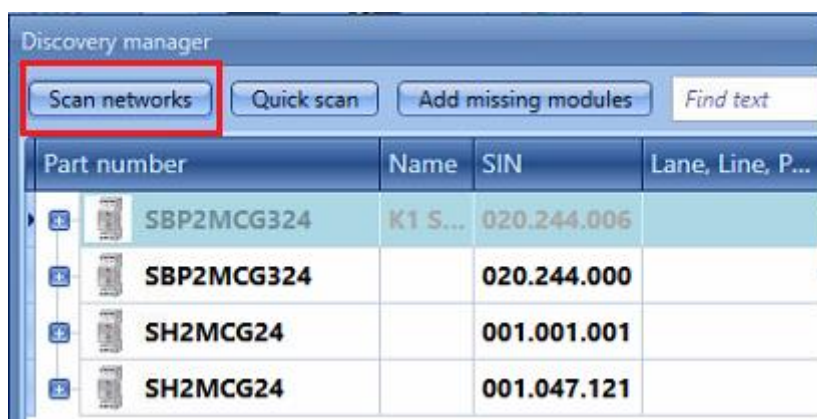 Discovery manager
Scan networks Quick scan Add missing modules Find text
Part number Name SIN Lane, Line, P...
SBP2MCG324 K1 S... 020.244.006
SBP2MCG324 020.244.000
SH2MCG24 001.001.001
SH2MCG24 001.047.121